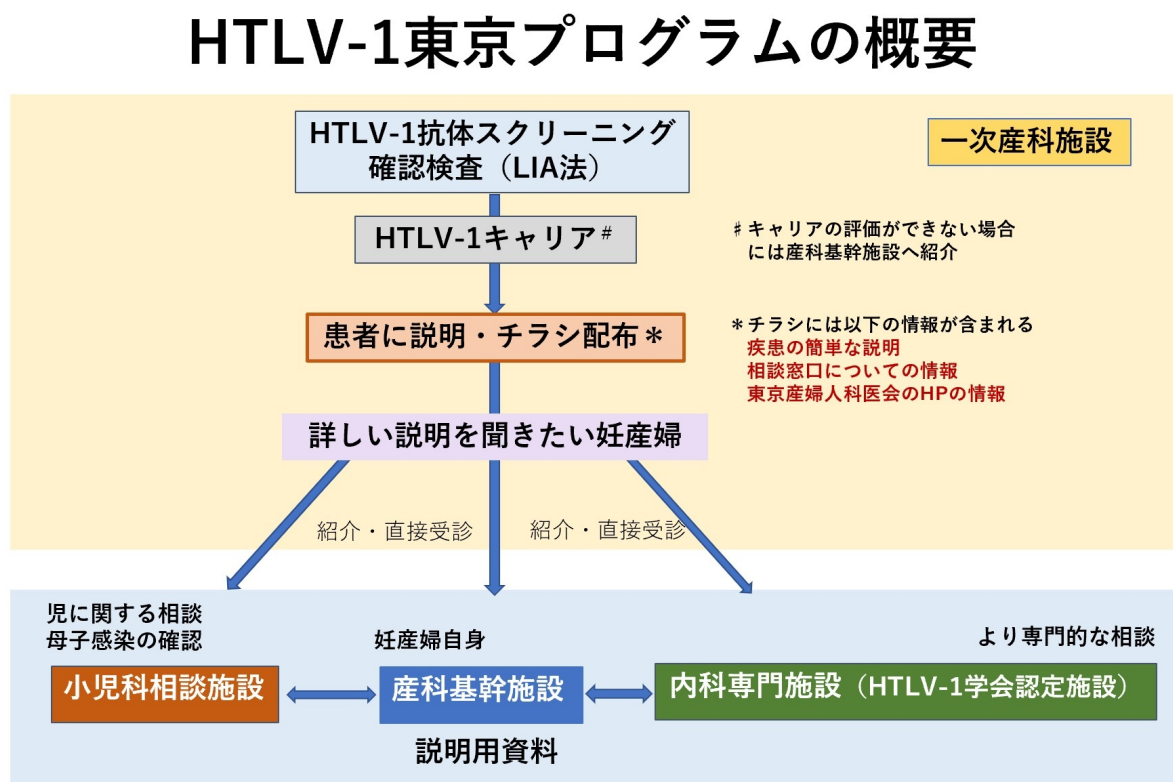 HTLV-1東京プログラムの概要
HTLV-1抗体スクリーニング
確認検査（LIA法）
一次産科施設
HTLV-1キャリア#
♯キャリアの評価ができない場合
には産科基幹施設へ紹介
患者に説明・チラシ配布＊
＊チラシには以下の情報が含まれる
疾患の簡単な説明
相談窓口についての情報
東京産婦人科医会のHPの情報
詳しい説明を聞きたい妊産婦
紹介・直接受診
紹介・直接受診
児に関する相談
母子感染の確認
妊産婦自身
より専門的な相談
小児科相談施設
産科基幹施設
内科専門施設（HTLV-1学会認定施設）
説明用資料